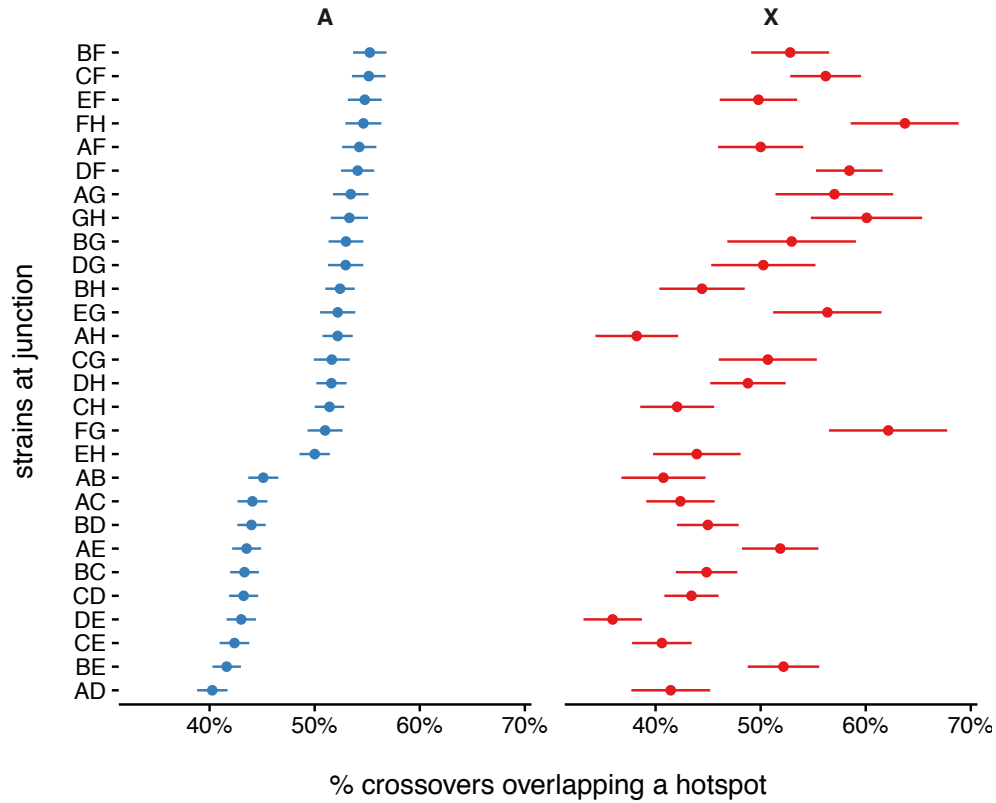 A
X
strains at junction
BF
CF
EF
FH
AF
DF
AG
GH
BG
DG
BH
EG
AH
CG
DH
CH
FG
EH
AB
AC
BD
AE
BC
CD
DE
CE
BE
AD
40% 50% 60% 70%
40% 50% 60% 70%
% crossovers overlapping a hotspot